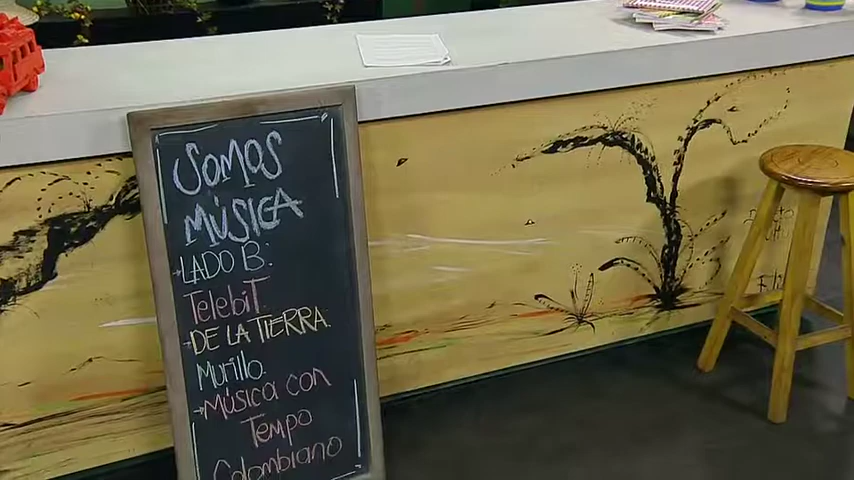 SOMOS
MÚSICA
→LADO B:
TelebiT
→DE LA TIERRA
Murillo.
→MÚSICA con
Tempo
Colombiano